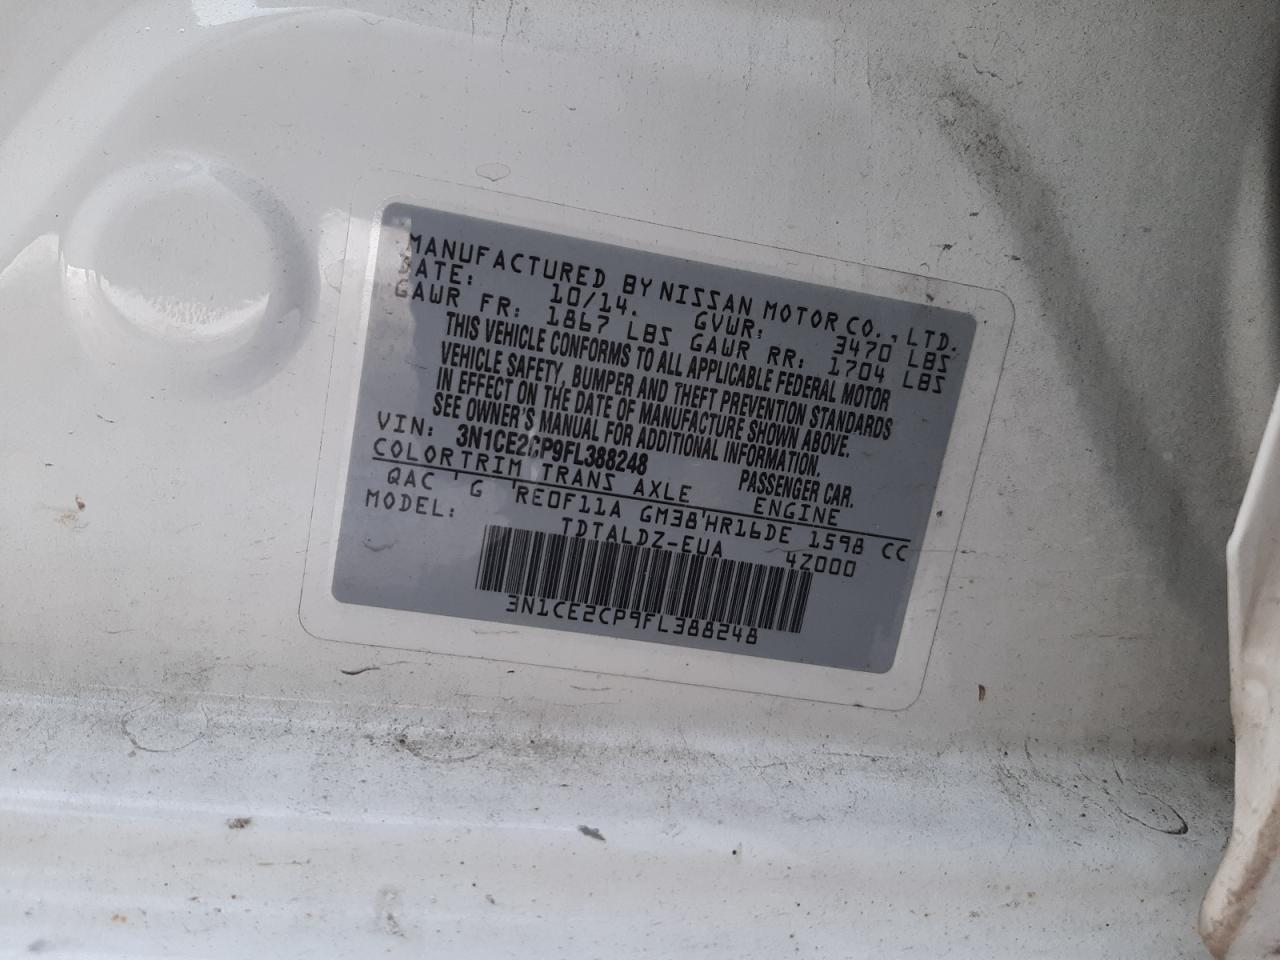 MANUFACTURED BY NISSAN MOTOR CO., LTD.
DATE: 10/14. GVWR: 3470 LBS
GAWR FR: 1867 LBS GAWR RR: 1704 LBS
THIS VEHICLE CONFORMS TO ALL APPLICABLE FEDERAL MOTOR
VEHICLE SAFETY, BUMPER AND THEFT PREVENTION STANDARDS
IN EFFECT ON THE DATE OF MANUFACTURE SHOWN ABOVE.
SEE OWNER'S MANUAL FOR ADDITIONAL INFORMATION.
VIN: 3N1CE2CP9FL388248 PASSENGER CAR.
COLOR TRIM TRANS AXLE ENGINE
QAC ' G 'RE0F11A GM38'HR16DE 1598 CC
MODEL: TDTALDZ-EUA 4Z000
3N1CE2CP9FL388248